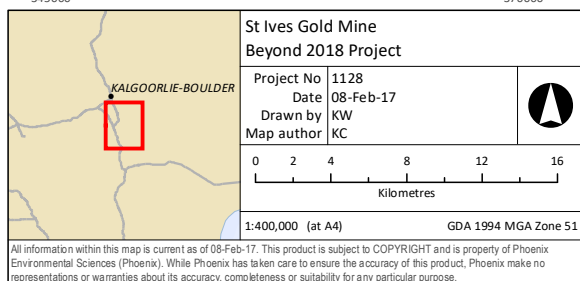 St Ives Gold Mine
Beyond 2018 Project
KALGOORLIE-BOULDER
Project No 1128
Date 08-Feb-17
Drawn by KW
Map author KC
0 2 4 8 12 16
Kilometres
1:400,000 (at A4) GDA 1994 MGA Zone 51
All information within this map is current as of 08-Feb-17. This product is subject to COPYRIGHT and is property of Phoenix
Environmental Sciences (Phoenix). While Phoenix has taken care to ensure the accuracy of this product, Phoenix make no
representations or warranties about its accuracy, completeness or suitability for any particular purpose.